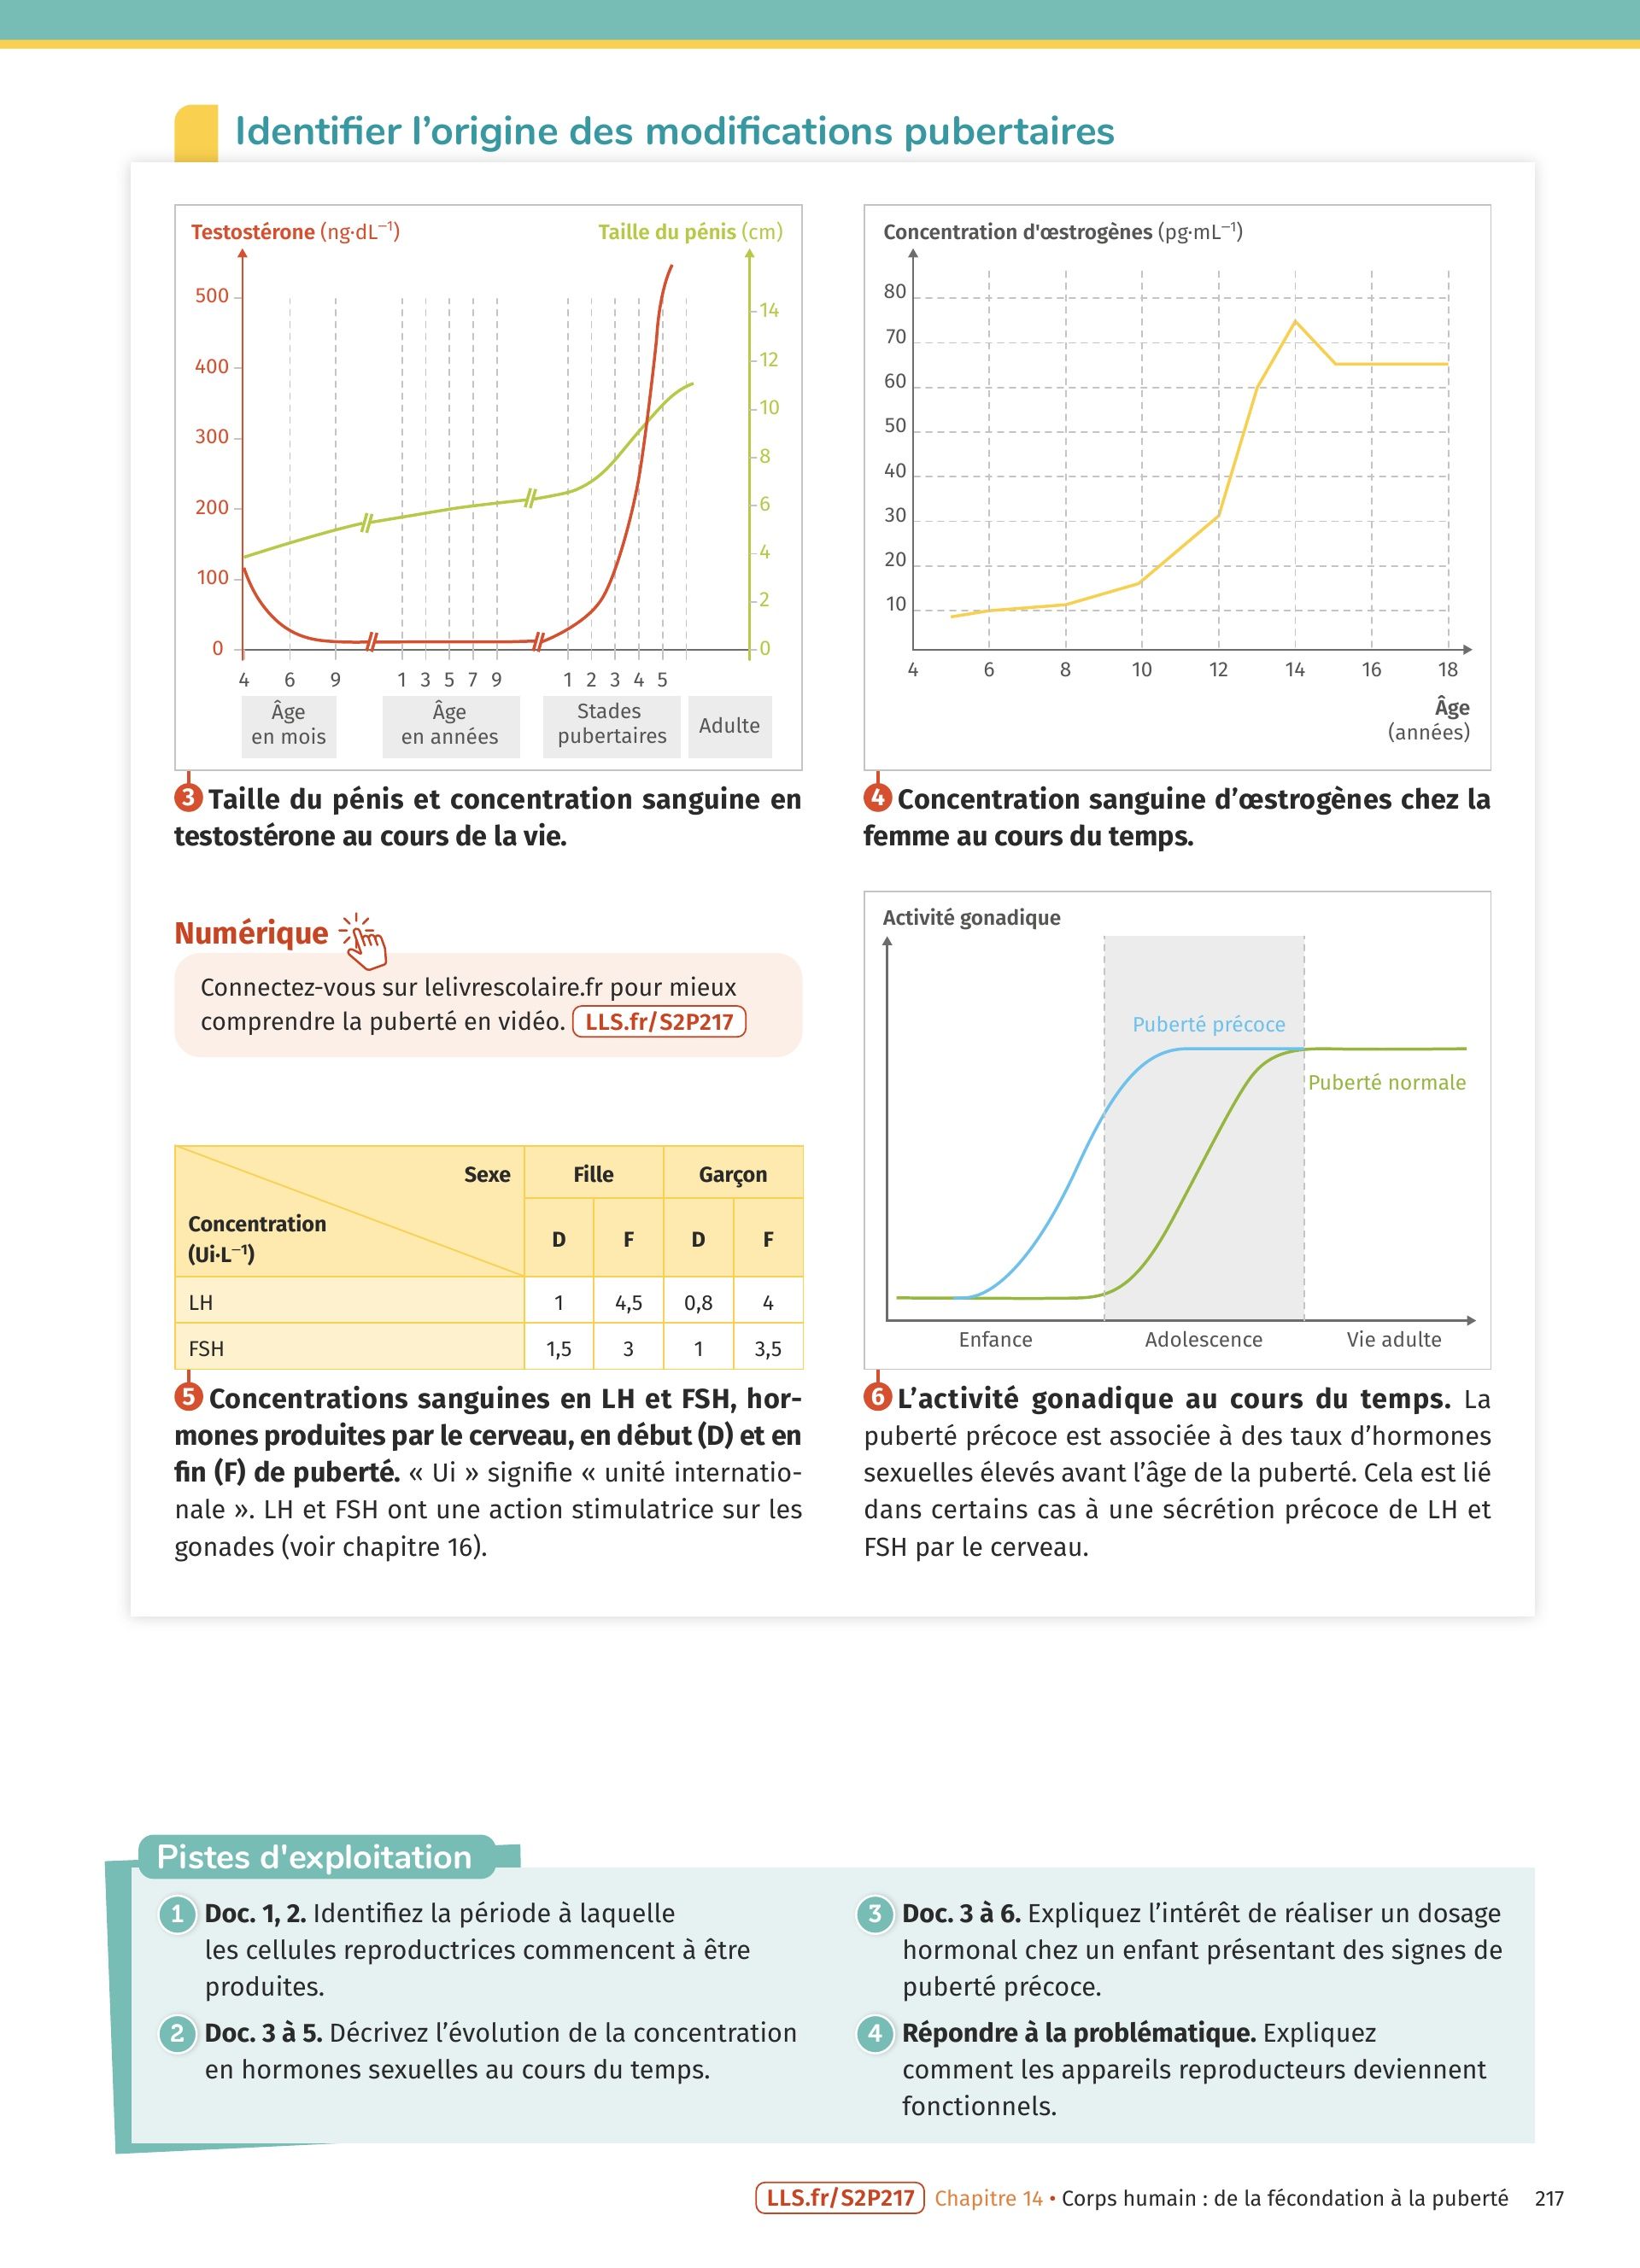 Identifier l'origine des modifications pubertaires
Testostérone (ng·dL⁻¹)
Taille du pénis (cm)
500
400
300
200
100
0
14
12
10
8
6
4
2
0
4 6 9 1 3 5 7 9 1 2 3 4 5
Âge
en mois
Âge
en années
Stades
pubertaires
Adulte
3 Taille du pénis et concentration sanguine en
testostérone au cours de la vie.
Concentration d'œstrogènes (pg·mL⁻¹)
80
70
60
50
40
30
20
10
4 6 8 10 12 14 16 18
Âge
(années)
4 Concentration sanguine d'œstrogènes chez la
femme au cours du temps.
Numérique
Connectez-vous sur lelivrescolaire.fr pour mieux
comprendre la puberté en vidéo. LLS.fr/S2P217
Sexe Fille Garçon
Concentration
(Ui·L⁻¹)
D F D F
LH 1 4,5 0,8 4
FSH 1,5 3 1 3,5
5 Concentrations sanguines en LH et FSH, hor-
mones produites par le cerveau, en début (D) et en
fin (F) de puberté. « Ui » signifie « unité internatio-
nale ». LH et FSH ont une action stimulatrice sur les
gonades (voir chapitre 16).
Activité gonadique
Puberté précoce
Puberté normale
Enfance Adolescence Vie adulte
6 L'activité gonadique au cours du temps. La
puberté précoce est associée à des taux d'hormones
sexuelles élevés avant l'âge de la puberté. Cela est lié
dans certains cas à une sécrétion précoce de LH et
FSH par le cerveau.
Pistes d'exploitation
1 Doc. 1, 2. Identifiez la période à laquelle
les cellules reproductrices commencent à être
produites.
2 Doc. 3 à 5. Décrivez l'évolution de la concentration
en hormones sexuelles au cours du temps.
3 Doc. 3 à 6. Expliquez l'intérêt de réaliser un dosage
hormonal chez un enfant présentant des signes de
puberté précoce.
4 Répondre à la problématique. Expliquez
comment les appareils reproducteurs deviennent
fonctionnels.
LLS.fr/S2P217 Chapitre 14 • Corps humain : de la fécondation à la puberté 217